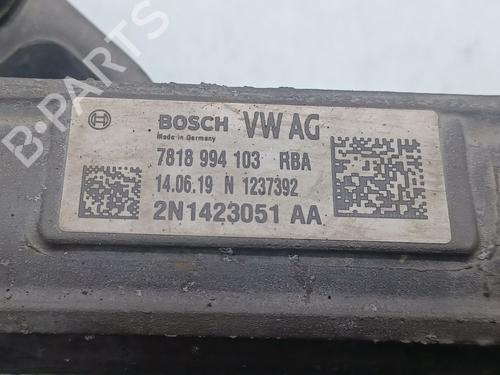 BOSCH VW AG
Made in Germany
7818 994 103 RBA
14.06.19 N 1237392
2N1423051 AA
B-Parts